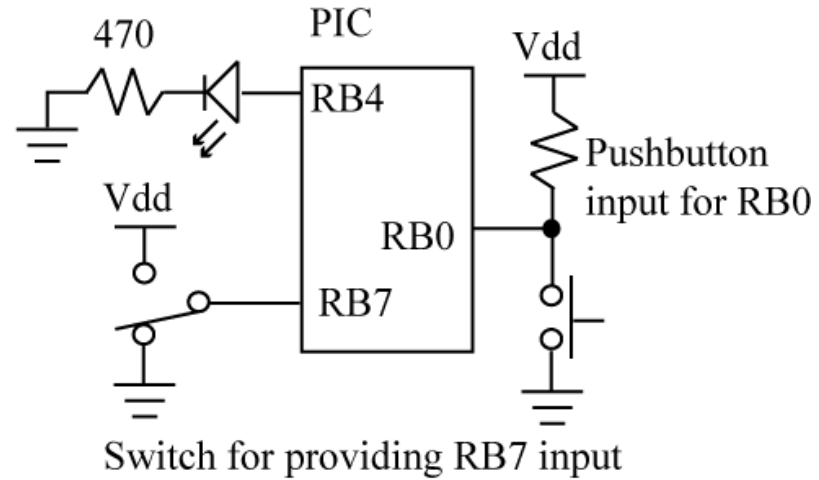 PIC
470
Vdd
RB4
Pushbutton
input for RB0
Vdd
RB0
RB7
Switch for providing RB7 input